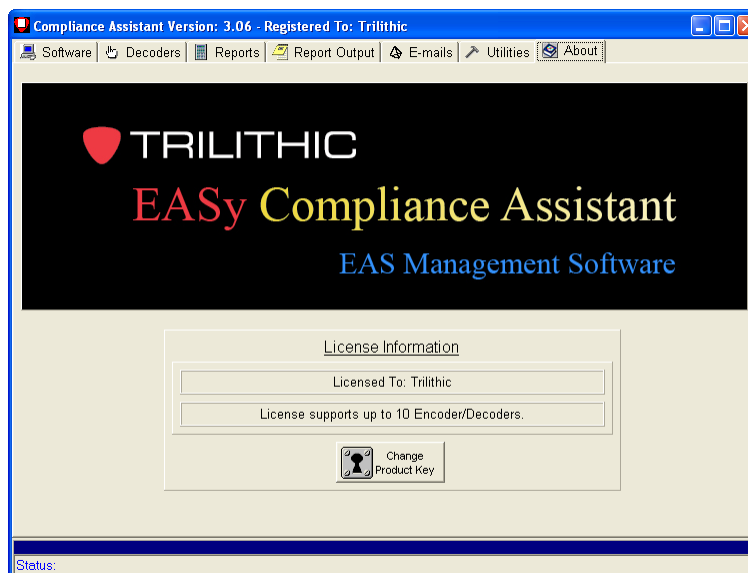 Compliance Assistant Version: 3.06 - Registered To: Trilithic
Software Decoders Reports Report Output E-mails Utilities About
TRILITHIC
EASy Compliance Assistant
EAS Management Software
License Information
Licensed To: Trilithic
License supports up to 10 Encoder/Decoders.
Change
Product Key
Status: